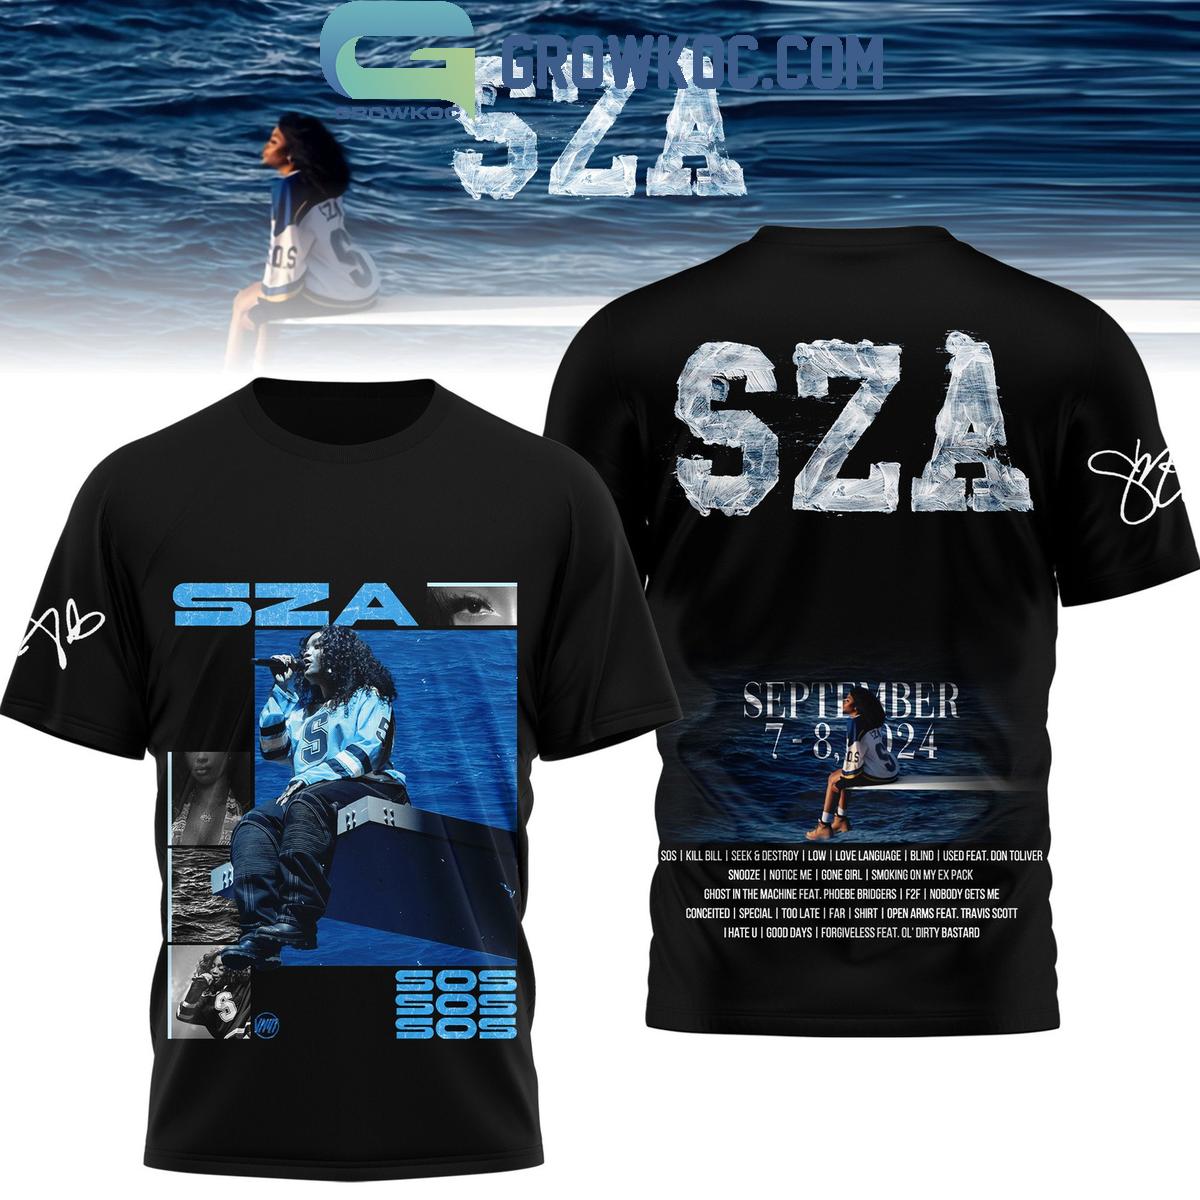 GROWKOC.COM
GROWKOC
SZA
SZA
O.S
S
SZA
SZA
S
SEPTEMBER
7 - 8, 2024
SZA
O.S
S
SOS | KILL BILL | SEEK & DESTROY | LOW | LOVE LANGUAGE | BLIND | USED FEAT. DON TOLIVER
SNOOZE | NOTICE ME | GONE GIRL | SMOKING ON MY EX PACK
GHOST IN THE MACHINE FEAT. PHOEBE BRIDGERS | F2F | NOBODY GETS ME
CONCEITED | SPECIAL | TOO LATE | FAR | SHIRT | OPEN ARMS FEAT. TRAVIS SCOTT
I HATE U | GOOD DAYS | FORGIVELESS FEAT. OL' DIRTY BASTARD
S
SOS
SOS
SOS